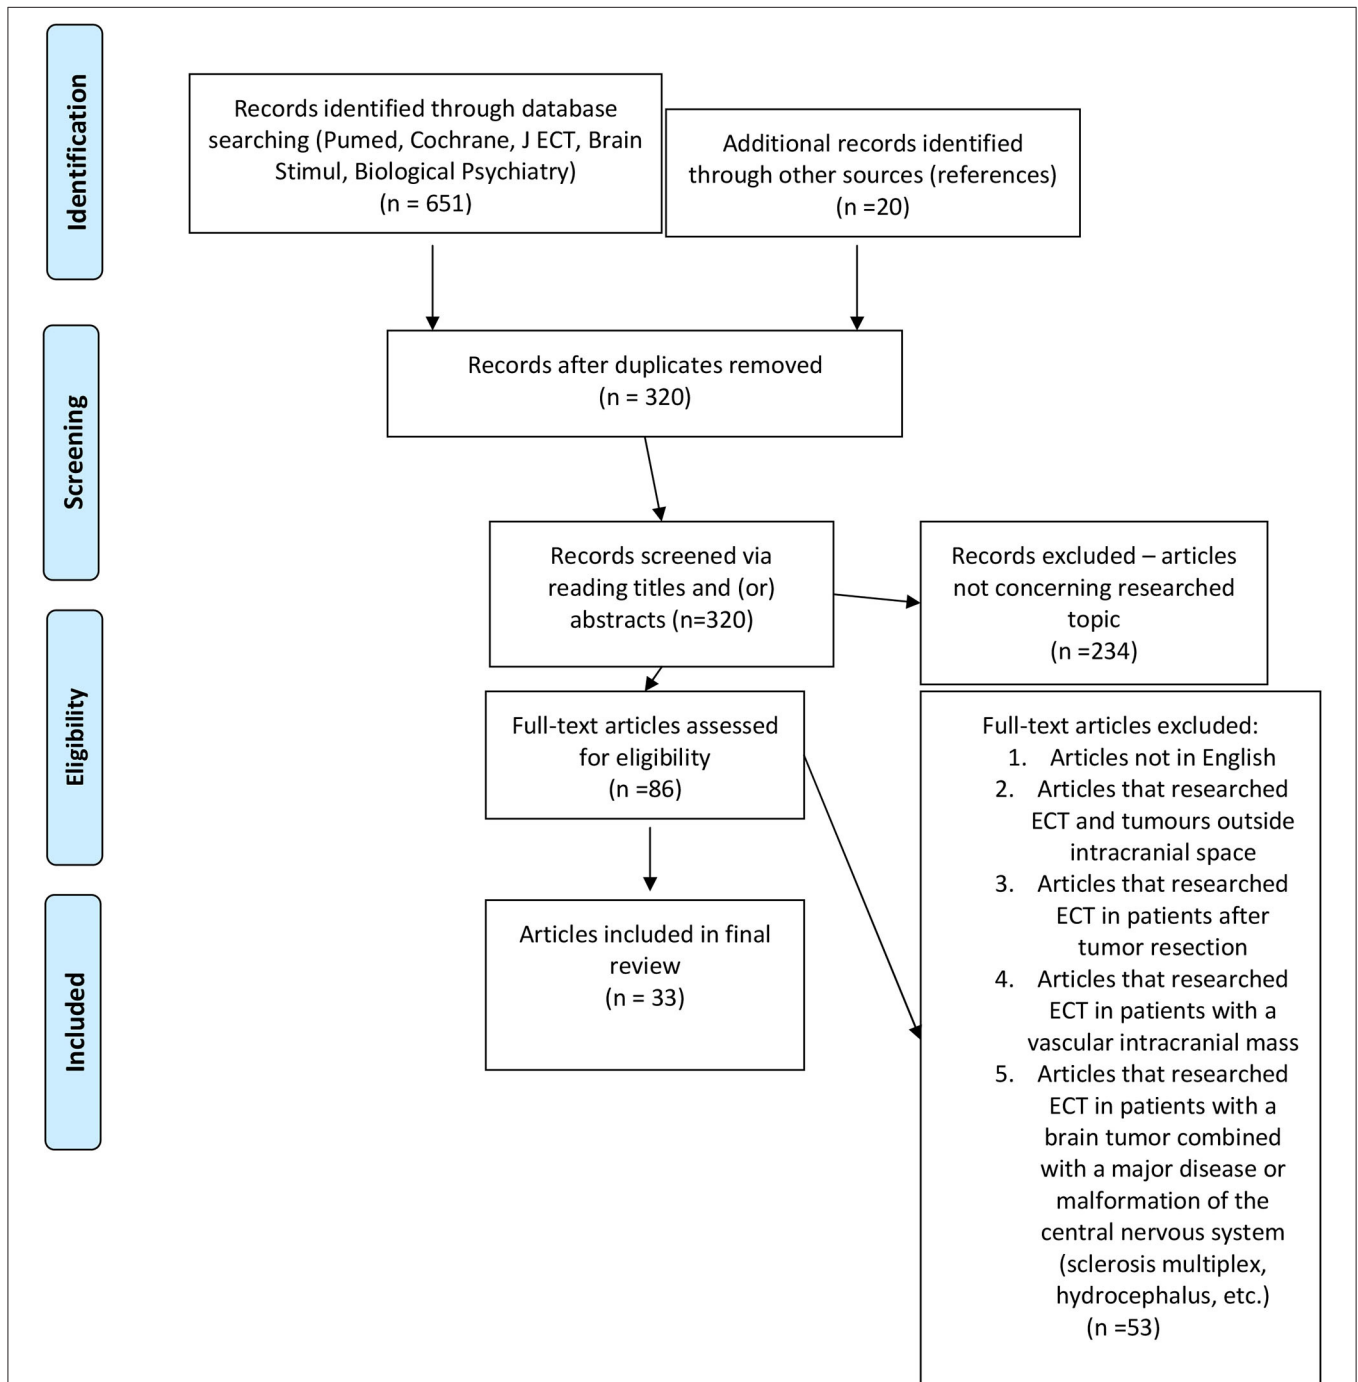 Identification
Records identified through database
searching (Pumed, Cochrane, J ECT, Brain
Stimul, Biological Psychiatry)
(n = 651)
Additional records identified
through other sources (references)
(n =20)
Screening
Records after duplicates removed
(n = 320)
Records screened via
reading titles and (or)
abstracts (n=320)
Records excluded – articles
not concerning researched
topic
(n =234)
Eligibility
Full-text articles assessed
for eligibility
(n =86)
Full-text articles excluded:
1. Articles not in English
2. Articles that researched
ECT and tumours outside
intracranial space
3. Articles that researched
ECT in patients after
tumor resection
4. Articles that researched
ECT in patients with a
vascular intracranial mass
5. Articles that researched
ECT in patients with a
brain tumor combined
with a major disease or
malformation of the
central nervous system
(sclerosis multiplex,
hydrocephalus, etc.)
(n =53)
Included
Articles included in final
review
(n = 33)